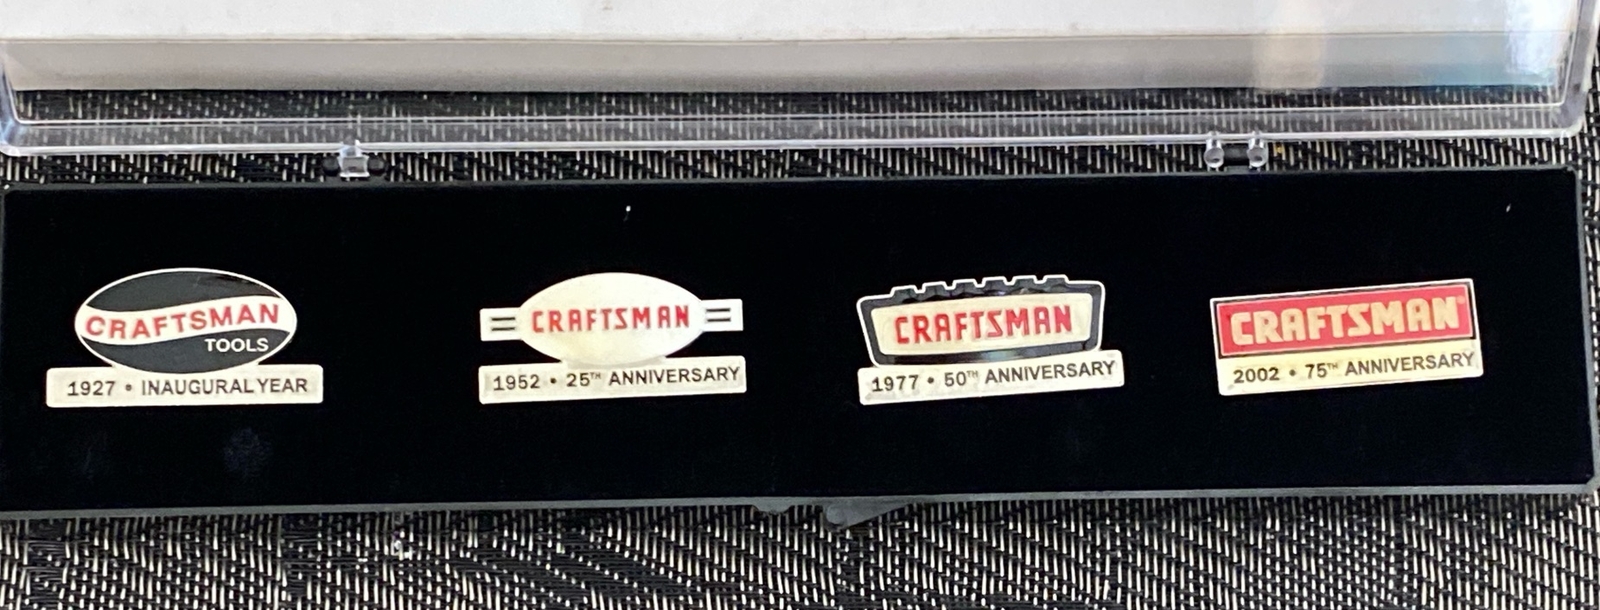 CRAFTSMAN
TOOLS
1927 • INAUGURAL YEAR
CRAFTSMAN
1952 • 25TH ANNIVERSARY
CRAFTSMAN
1977 • 50TH ANNIVERSARY
CRAFTSMAN®
2002 • 75TH ANNIVERSARY